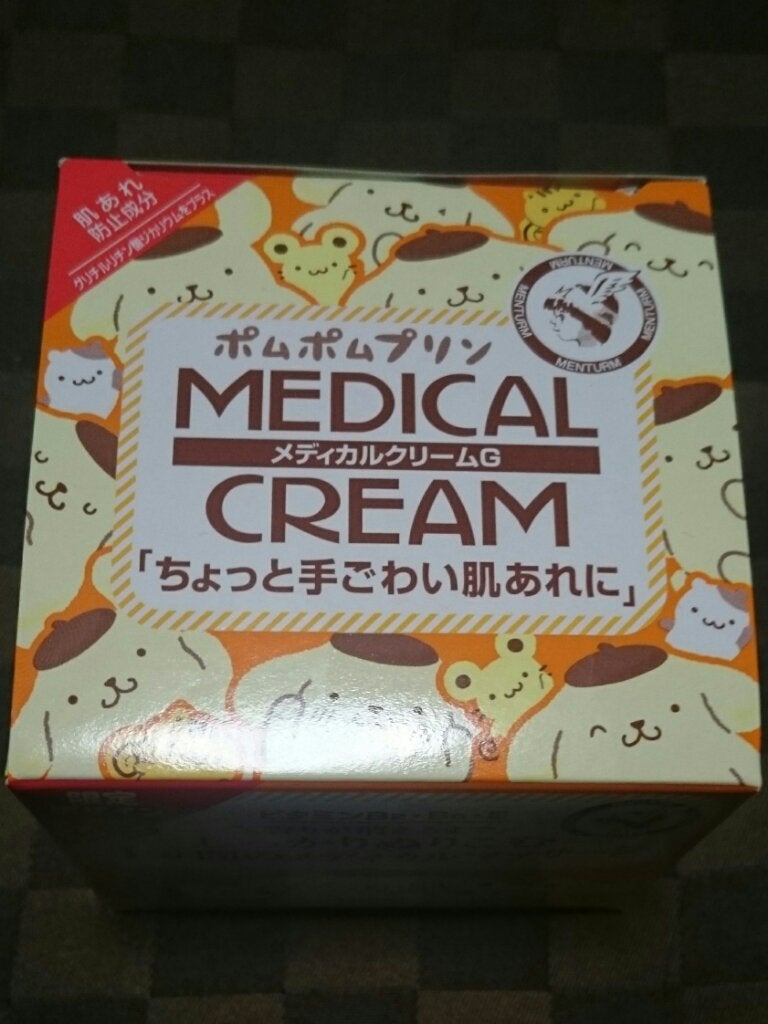 肌あれ
防止成分
グリチルリチン酸ジカリウムをプラス
MENTURM
MENTURM
MENTURM
MENTURM
ポムポムプリン
MEDICAL
メディカルクリームG
CREAM
「ちょっと手ごわい肌あれに」